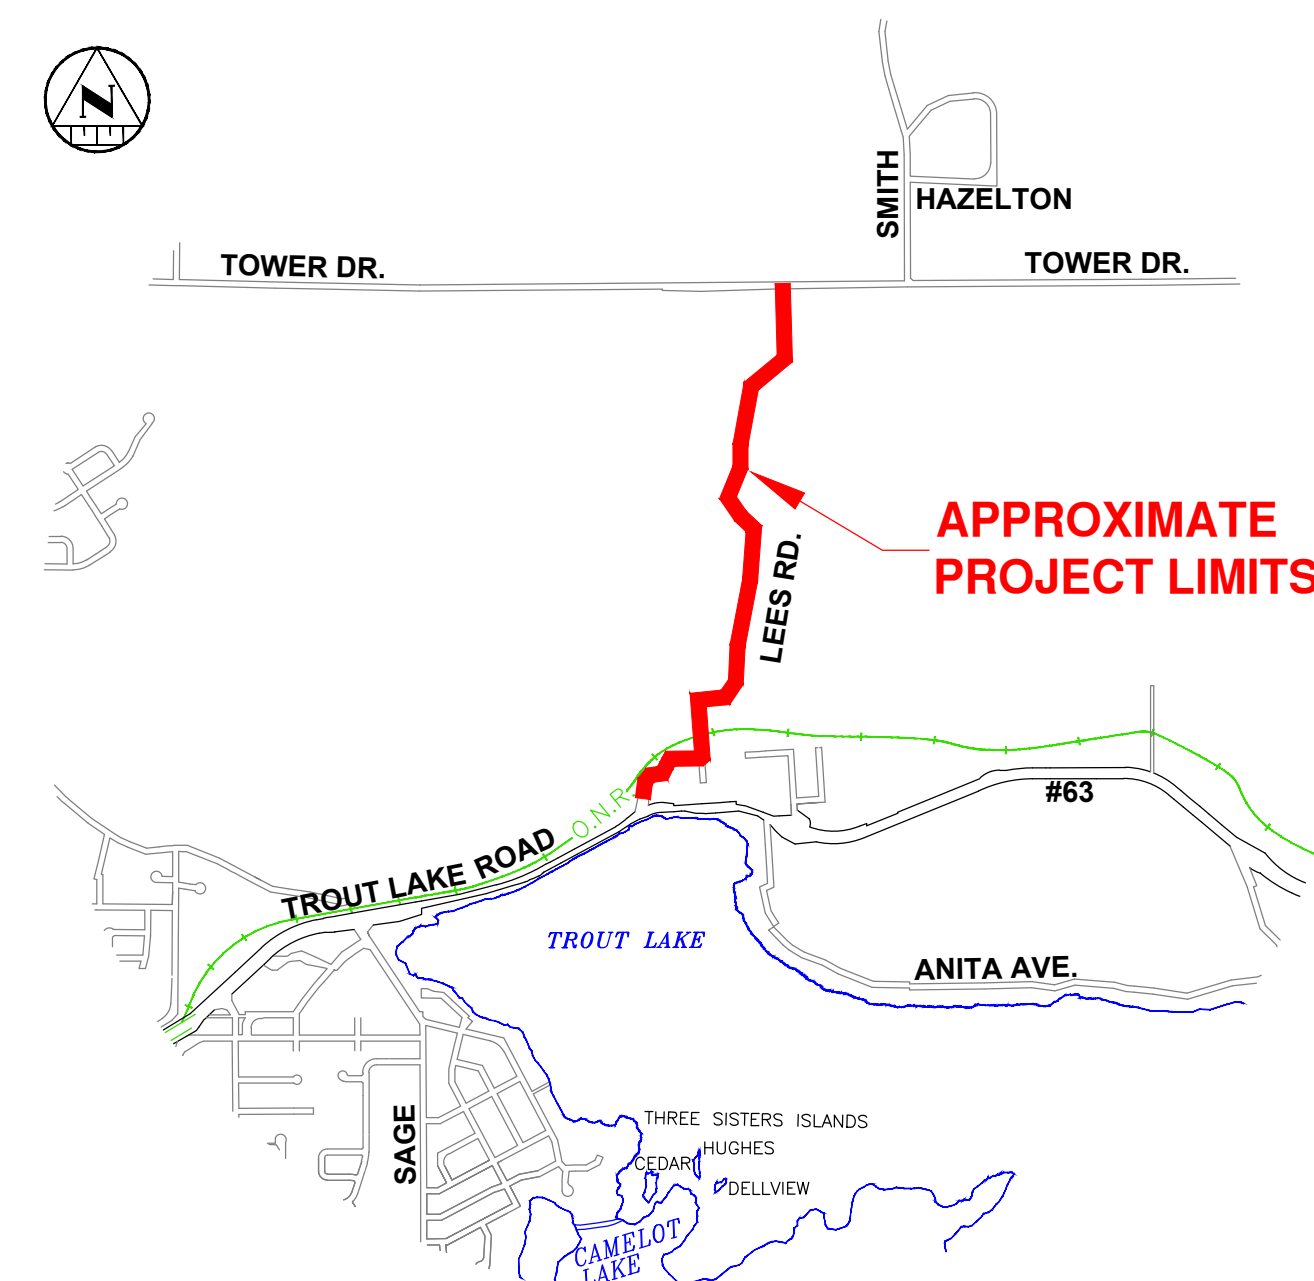 N
SMITH
HAZELTON
TOWER DR.
TOWER DR.
APPROXIMATE
PROJECT LIMITS
LEES RD.
#63
O.N.R.
TROUT LAKE ROAD
TROUT LAKE
ANITA AVE.
SAGE
THREE SISTERS ISLANDS
HUGHES
CEDAR
DELLVIEW
CAMELOT
LAKE